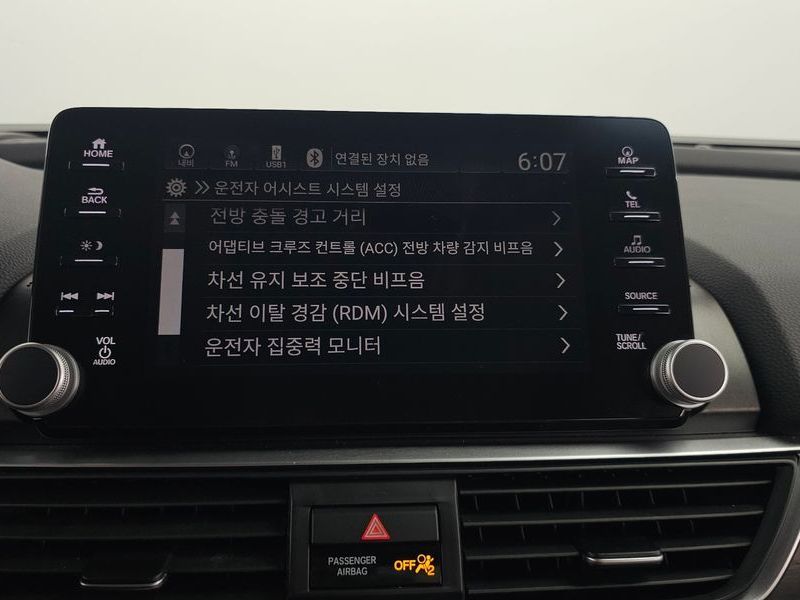 HOME
BACK
VOL
AUDIO
내비
FM
USB1
연결된 장치 없음
6:07
운전자 어시스트 시스템 설정
전방 충돌 경고 거리
어댑티브 크루즈 컨트롤 (ACC) 전방 차량 감지 비프음
차선 유지 보조 중단 비프음
차선 이탈 경감 (RDM) 시스템 설정
운전자 집중력 모니터
MAP
TEL
AUDIO
SOURCE
TUNE/
SCROLL
PASSENGER
AIRBAG
OFF
2